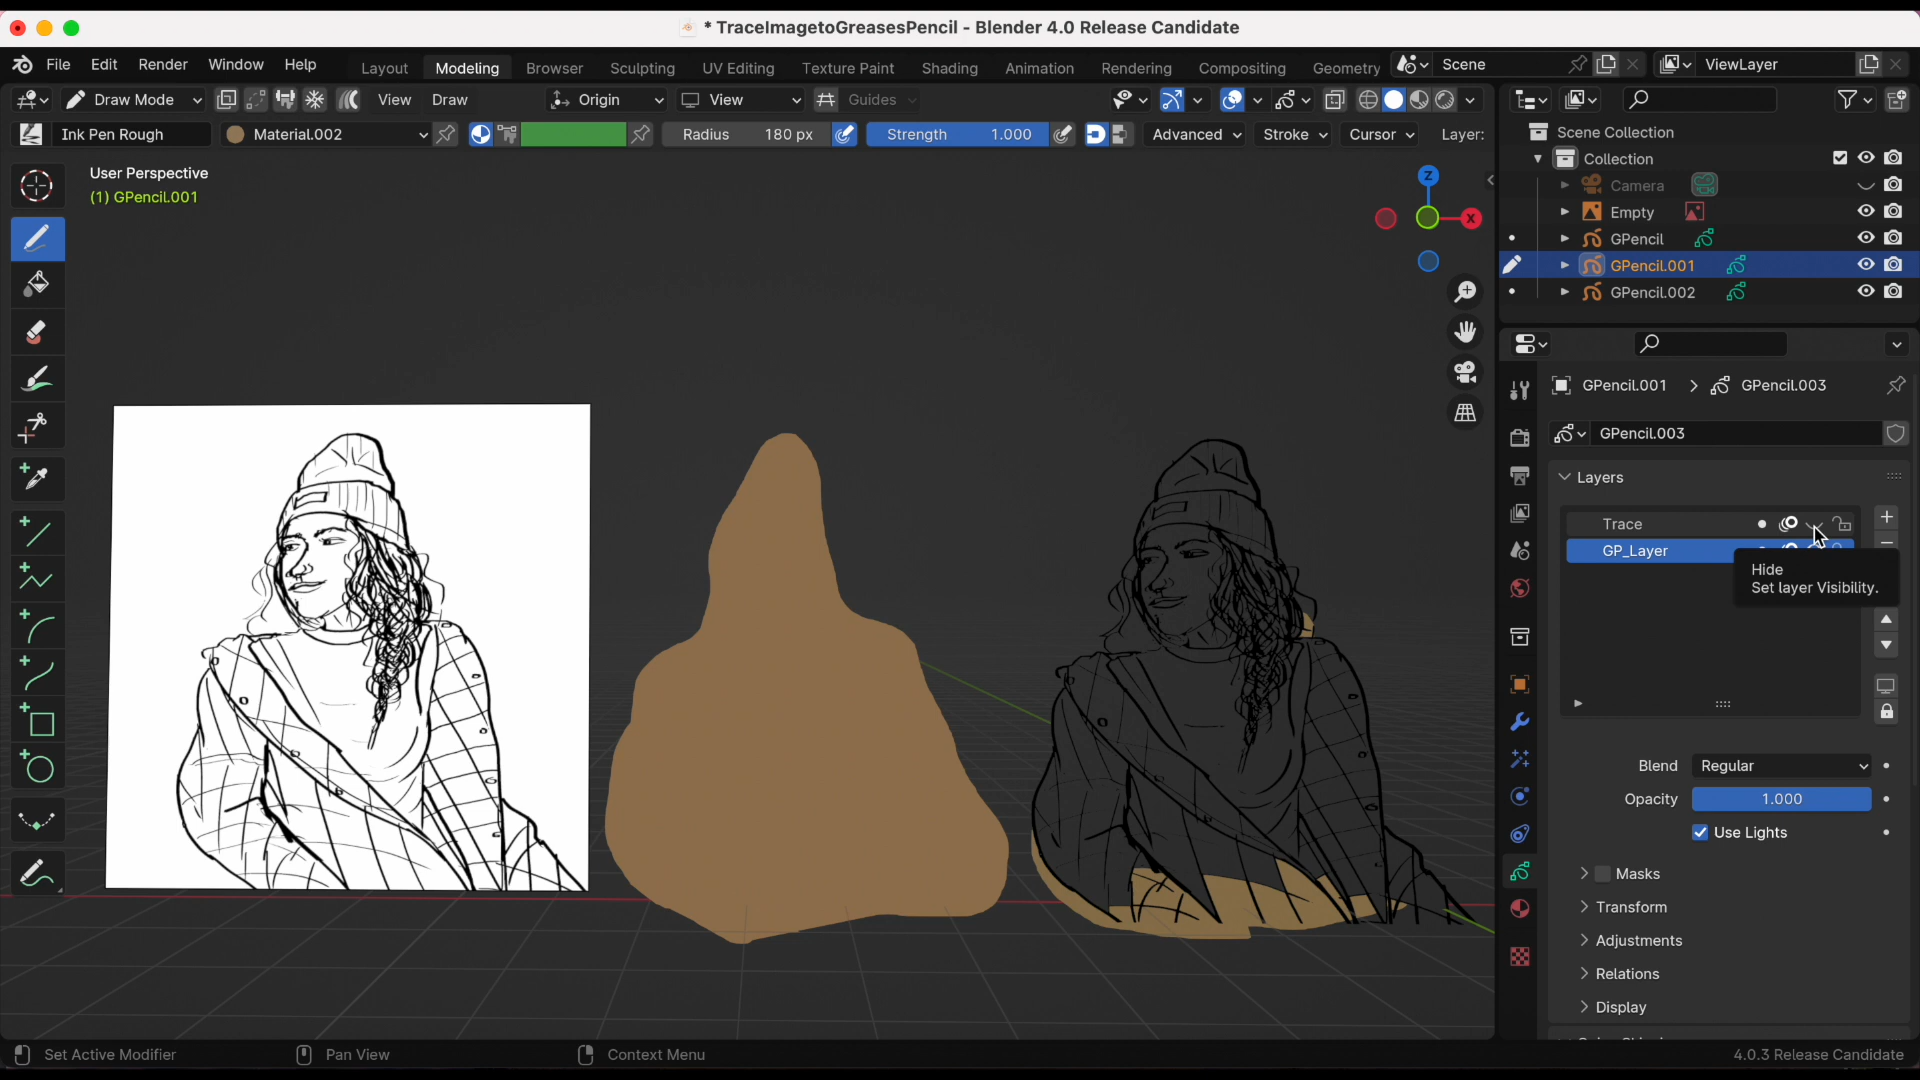 * TraceImagetoGreasesPencil - Blender 4.0 Release Candidate
File Edit Render Window Help
Layout Modeling Browser Sculpting UV Editing Texture Paint Shading Animation Rendering Compositing Geometry
Scene
ViewLayer
Draw Mode View Draw Origin View Guides
Ink Pen Rough Material.002 Radius 180 px Strength 1.000 Advanced Stroke Cursor Layer:
User Perspective
(1) GPencil.001
Z
X
Scene Collection
Collection
Camera
Empty
GPencil
GPencil.001
GPencil.002
GPencil.001 > GPencil.003
GPencil.003
Layers
Trace
GP_Layer
Hide
Set layer Visibility.
Blend Regular
Opacity 1.000
Use Lights
Masks
Transform
Adjustments
Relations
Display
Set Active Modifier Pan View Context Menu 4.0.3 Release Candidate